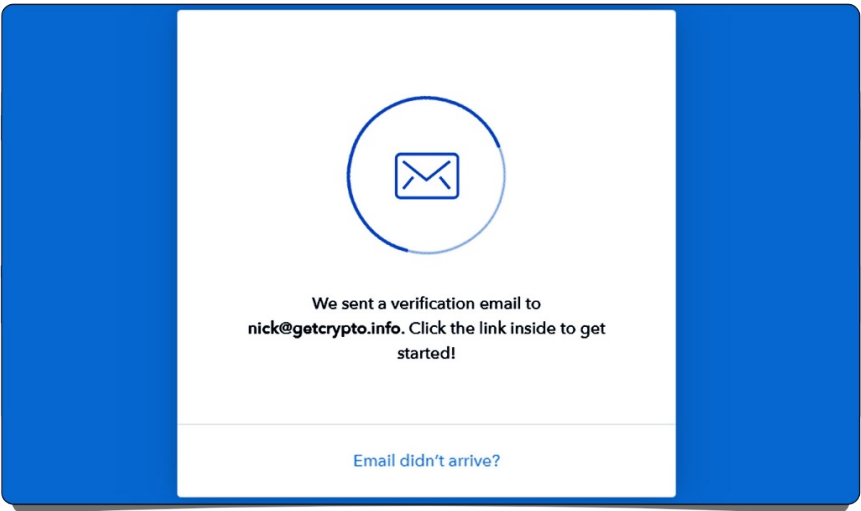 We sent a verification email to
nick@getcrypto.info. Click the link inside to get
started!
Email didn't arrive?